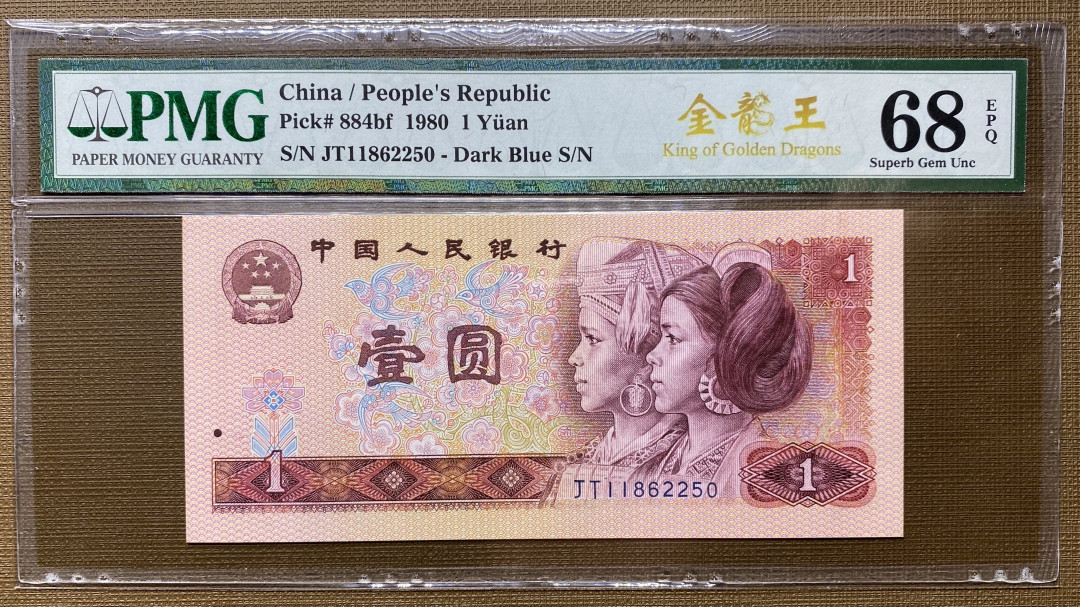 PMG
PAPER MONEY GUARANTY
China / People's Republic
Pick# 884bf 1980 1 Yüan
S/N JT11862250 - Dark Blue S/N
金龍王
King of Golden Dragons
68
EPQ
Superb Gem Unc
中国人民银行
1
壹圆
1
JT11862250
1